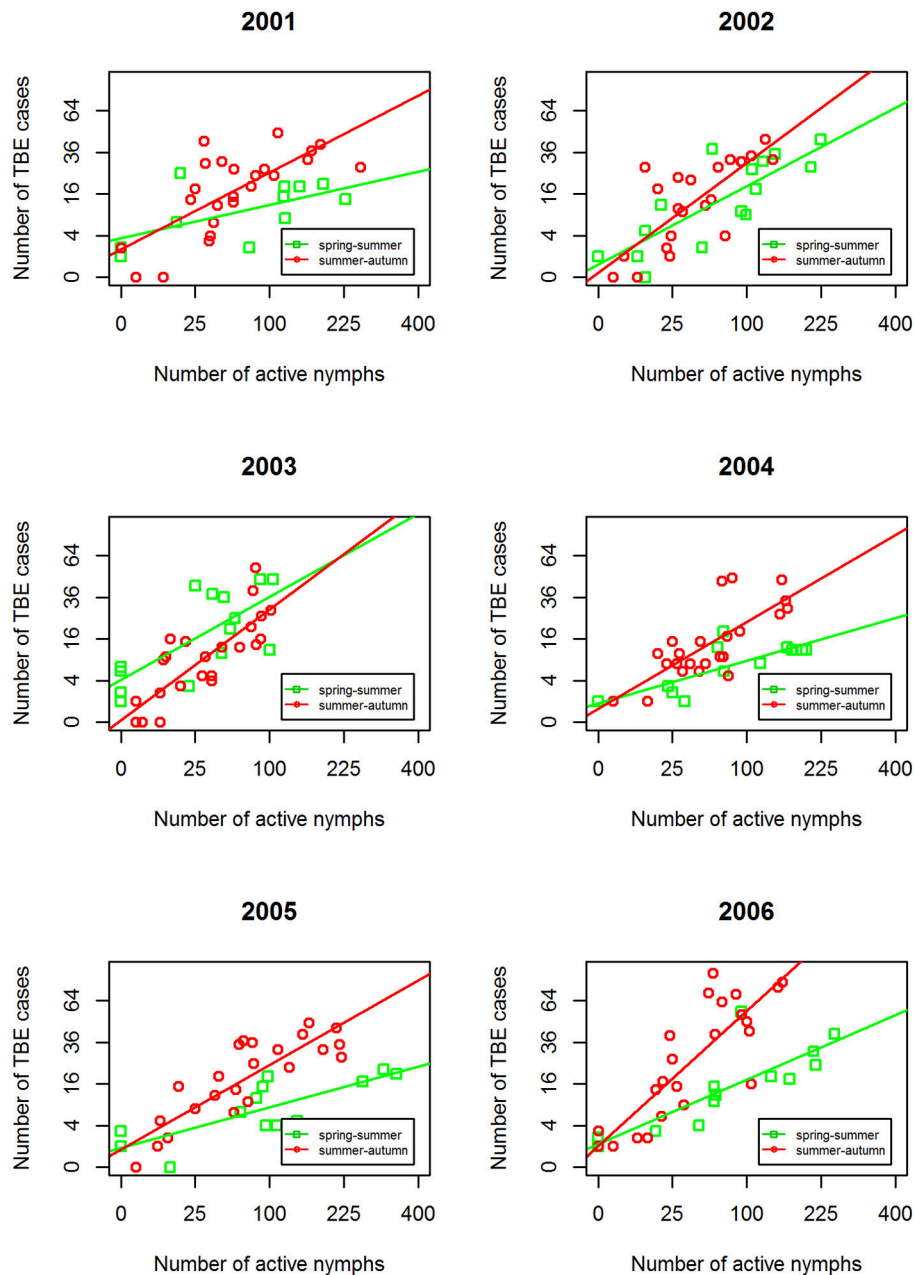 2001
2002
Number of TBE cases
64
36
16
4
0
spring-summer
summer-autumn
0 25 100 225 400
Number of active nymphs
Number of TBE cases
64
36
16
4
0
spring-summer
summer-autumn
0 25 100 225 400
Number of active nymphs
2003
2004
Number of TBE cases
64
36
16
4
0
spring-summer
summer-autumn
0 25 100 225 400
Number of active nymphs
Number of TBE cases
64
36
16
4
0
spring-summer
summer-autumn
0 25 100 225 400
Number of active nymphs
2005
2006
Number of TBE cases
64
36
16
4
0
spring-summer
summer-autumn
0 25 100 225 400
Number of active nymphs
Number of TBE cases
64
36
16
4
0
spring-summer
summer-autumn
0 25 100 225 400
Number of active nymphs